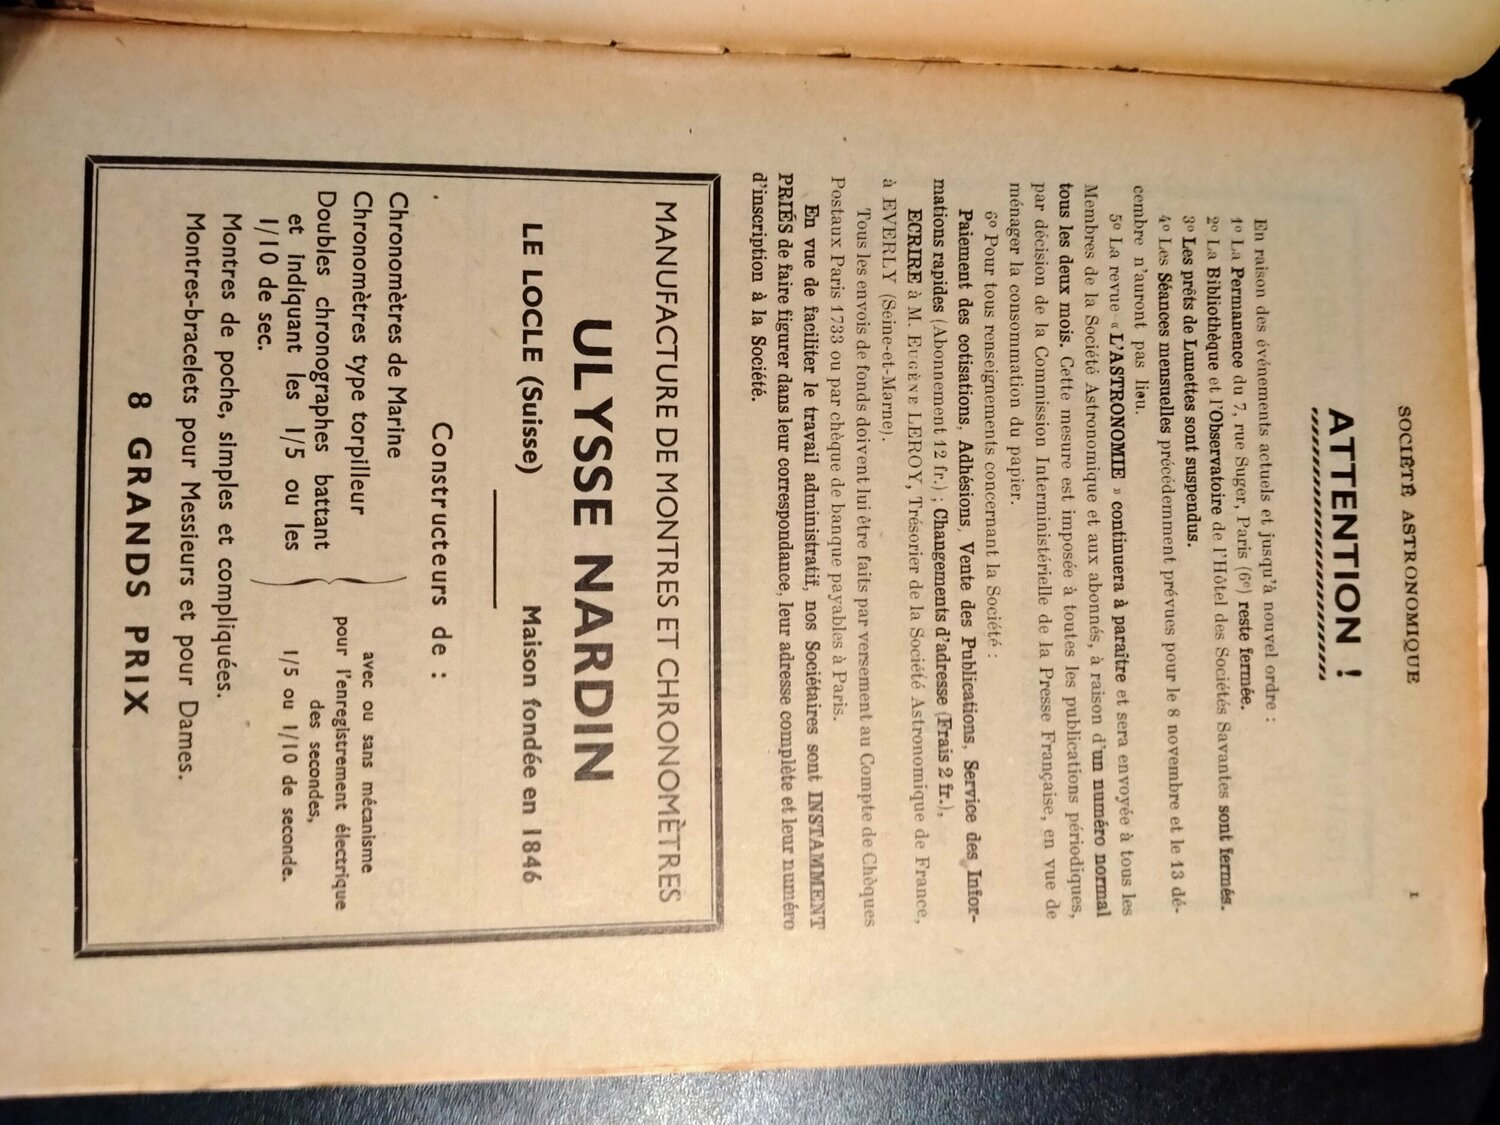 SOCIÉTÉ ASTRONOMIQUE
1
ATTENTION !
En raison des événements actuels et jusqu'à nouvel ordre :
1º La Permanence du 7, rue Suger, Paris (6e) reste fermée.
2º La Bibliothèque et l'Observatoire de l'Hôtel des Sociétés Savantes sont fermés.
3º Les prêts de Lunettes sont suspendus.
4º Les Séances mensuelles précédemment prévues pour le 8 novembre et le 13 dé-
cembre n'auront pas lieu.
5º La revue « L'ASTRONOMIE » continuera à paraître et sera envoyée à tous les
Membres de la Société Astronomique et aux abonnés, à raison d'un numéro normal
tous les deux mois. Cette mesure est imposée à toutes les publications périodiques,
par décision de la Commission Interministérielle de la Presse Française, en vue de
ménager la consommation du papier.
6º Pour tous renseignements concernant la Société :
Paiement des cotisations, Adhésions, Vente des Publications, Service des Infor-
mations rapides (Abonnement 12 fr.) ; Changements d'adresse (Frais 2 fr.),
ECRIRE à M. EUGÈNE LEROY, Trésorier de la Société Astronomique de France,
à EVERLY (Seine-et-Marne).
Tous les envois de fonds doivent lui être faits par versement au Compte de Chèques
Postaux Paris 1733 ou par chèque de banque payables à Paris.
En vue de faciliter le travail administratif, nos Sociétaires sont INSTAMMENT
PRIÉS de faire figurer dans leur correspondance, leur adresse complète et leur numéro
d'inscription à la Société.
MANUFACTURE DE MONTRES ET CHRONOMÈTRES
ULYSSE NARDIN
LE LOCLE (Suisse) Maison fondée en 1846
Constructeurs de :
Chronomètres de Marine
Chronomètres type torpilleur
Doubles chronographes battant
et indiquant les 1/5 ou les
1/10 de sec.
avec ou sans mécanisme
pour l'enregistrement électrique
des secondes,
1/5 ou 1/10 de seconde.
Montres de poche, simples et compliquées.
Montres-bracelets pour Messieurs et pour Dames.
8 GRANDS PRIX